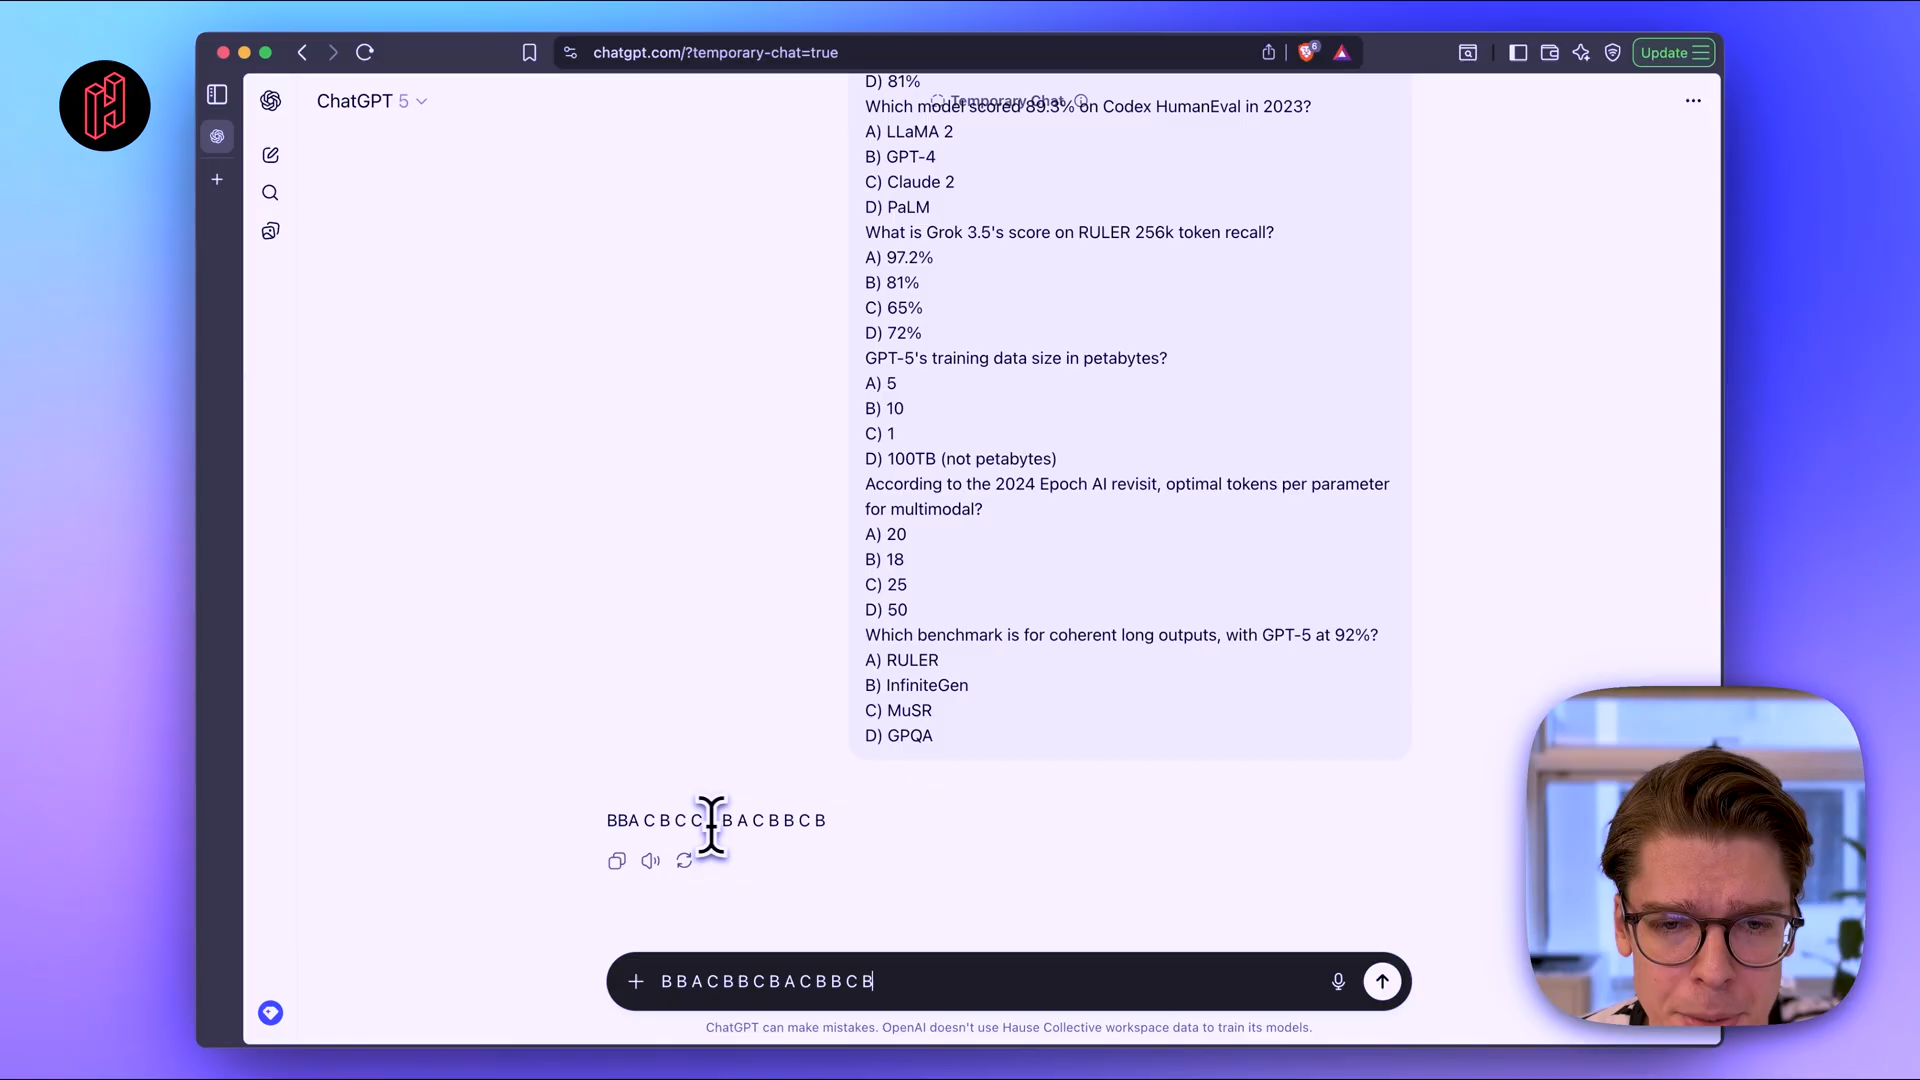 chatgpt.com/?temporary-chat=true
6
Update
ChatGPT 5
Temporary Chat
D) 81%
Which model scored 89.3% on Codex HumanEval in 2023?
A) LLaMA 2
B) GPT-4
C) Claude 2
D) PaLM
What is Grok 3.5's score on RULER 256k token recall?
A) 97.2%
B) 81%
C) 65%
D) 72%
GPT-5's training data size in petabytes?
A) 5
B) 10
C) 1
D) 100TB (not petabytes)
According to the 2024 Epoch AI revisit, optimal tokens per parameter
for multimodal?
A) 20
B) 18
C) 25
D) 50
Which benchmark is for coherent long outputs, with GPT-5 at 92%?
A) RULER
B) InfiniteGen
C) MuSR
D) GPQA
BBA C B C C B A C B B C B
B B A C B B C B A C B B C B
ChatGPT can make mistakes. OpenAI doesn't use Hause Collective workspace data to train its models.